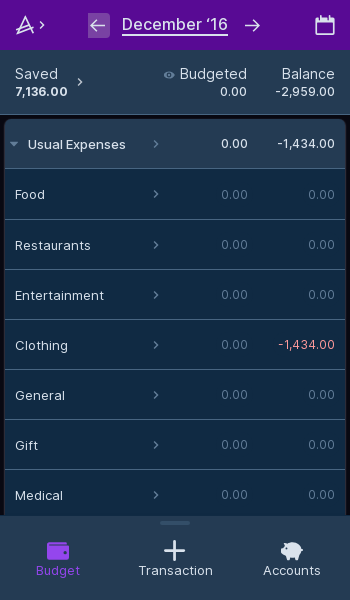 December ‘16
Saved Budgeted Balance
7,136.00 0.00 -2,959.00
Usual Expenses 0.00 -1,434.00
Food 0.00 0.00
Restaurants 0.00 0.00
Entertainment 0.00 0.00
Clothing 0.00 -1,434.00
General 0.00 0.00
Gift 0.00 0.00
Medical 0.00 0.00
Budget Transaction Accounts